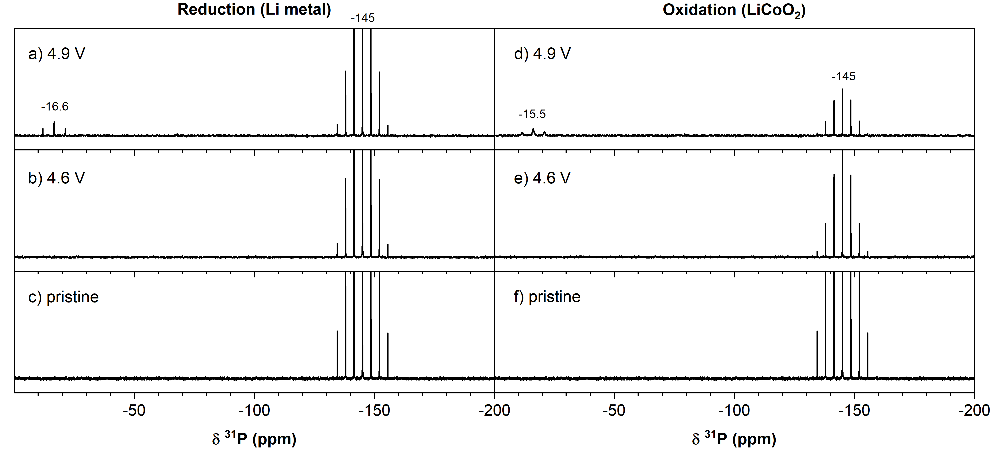 Reduction (Li metal)
Oxidation (LiCoO2)
-145
a) 4.9 V
-16.6
d) 4.9 V
-145
-15.5
b) 4.6 V
e) 4.6 V
c) pristine
f) pristine
-50 -100 -150 -200 -50 -100 -150 -200
δ 31P (ppm)
δ 31P (ppm)